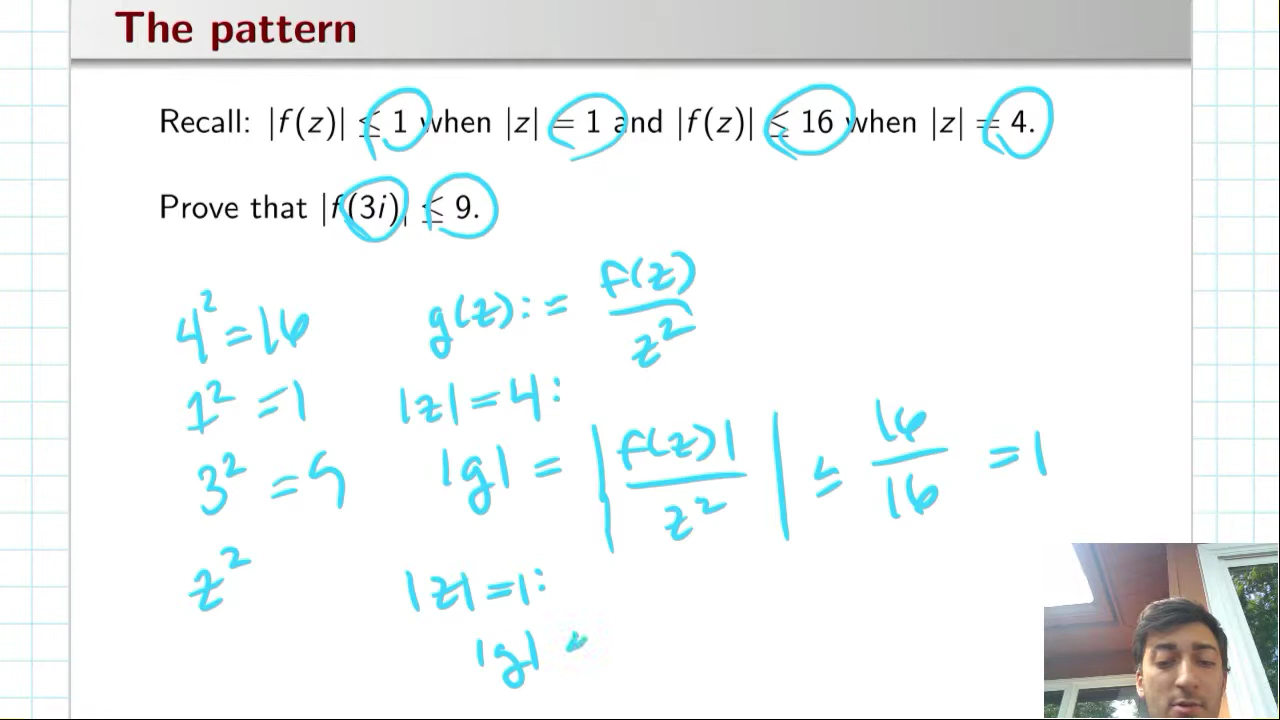 The pattern
Recall: |f(z)| ≤ 1 when |z| = 1 and |f(z)| ≤ 16 when |z| = 4.
Prove that |f(3i)| ≤ 9.
4² = 16
1² = 1
3² = 9
z²
g(z) := f(z)/z²
|z| = 4:
|g| = |f(z)|/z² | ≤ 16/16 = 1
|z| = 1:
|g|